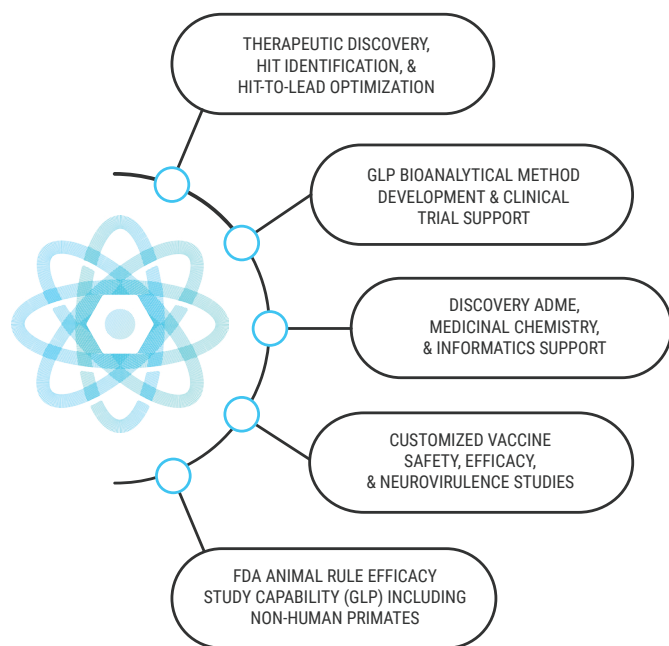 THERAPEUTIC DISCOVERY,
HIT IDENTIFICATION, &
HIT-TO-LEAD OPTIMIZATION
GLP BIOANALYTICAL METHOD
DEVELOPMENT & CLINICAL
TRIAL SUPPORT
DISCOVERY ADME,
MEDICINAL CHEMISTRY,
& INFORMATICS SUPPORT
CUSTOMIZED VACCINE
SAFETY, EFFICACY,
& NEUROVIRULENCE STUDIES
FDA ANIMAL RULE EFFICACY
STUDY CAPABILITY (GLP) INCLUDING
NON-HUMAN PRIMATES